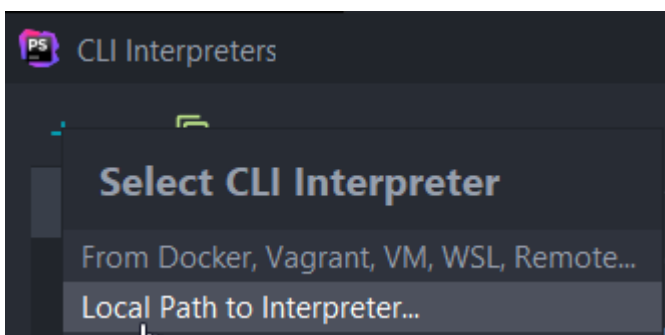 PS
CLI Interpreters
Select CLI Interpreter
From Docker, Vagrant, VM, WSL, Remote...
Local Path to Interpreter...